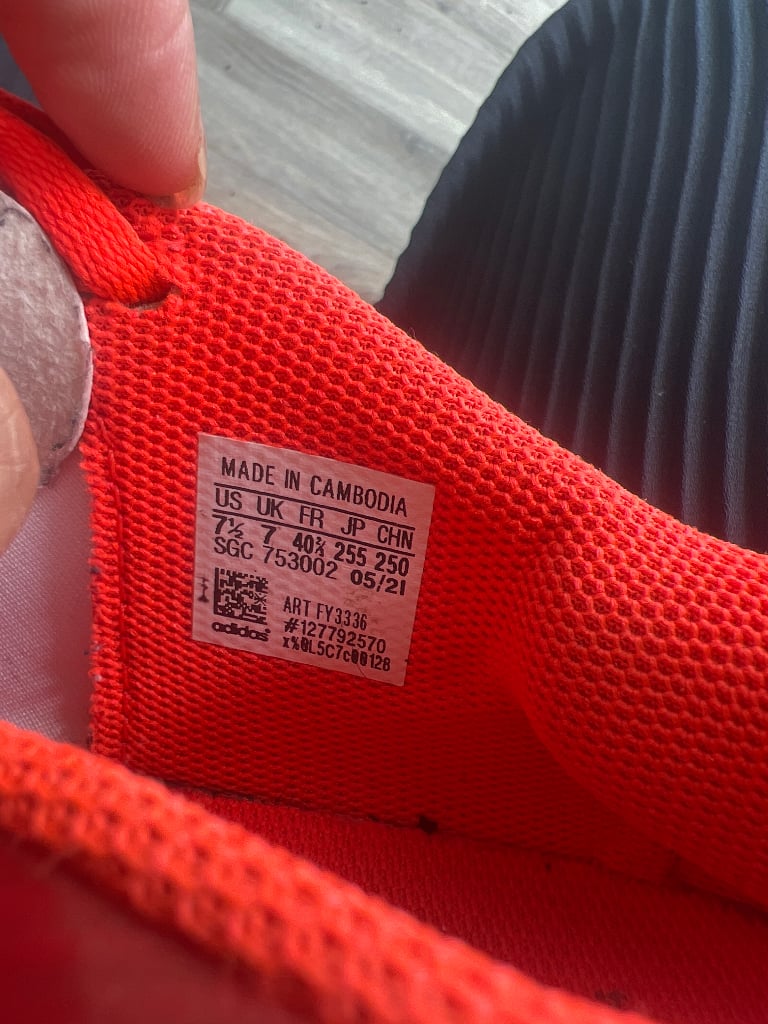 MADE IN CAMBODIA
US UK FR JP CHN
7½ 7 40⅔ 255 250
SGC 753002 05/21
ART FY3336
#127792570
adidas